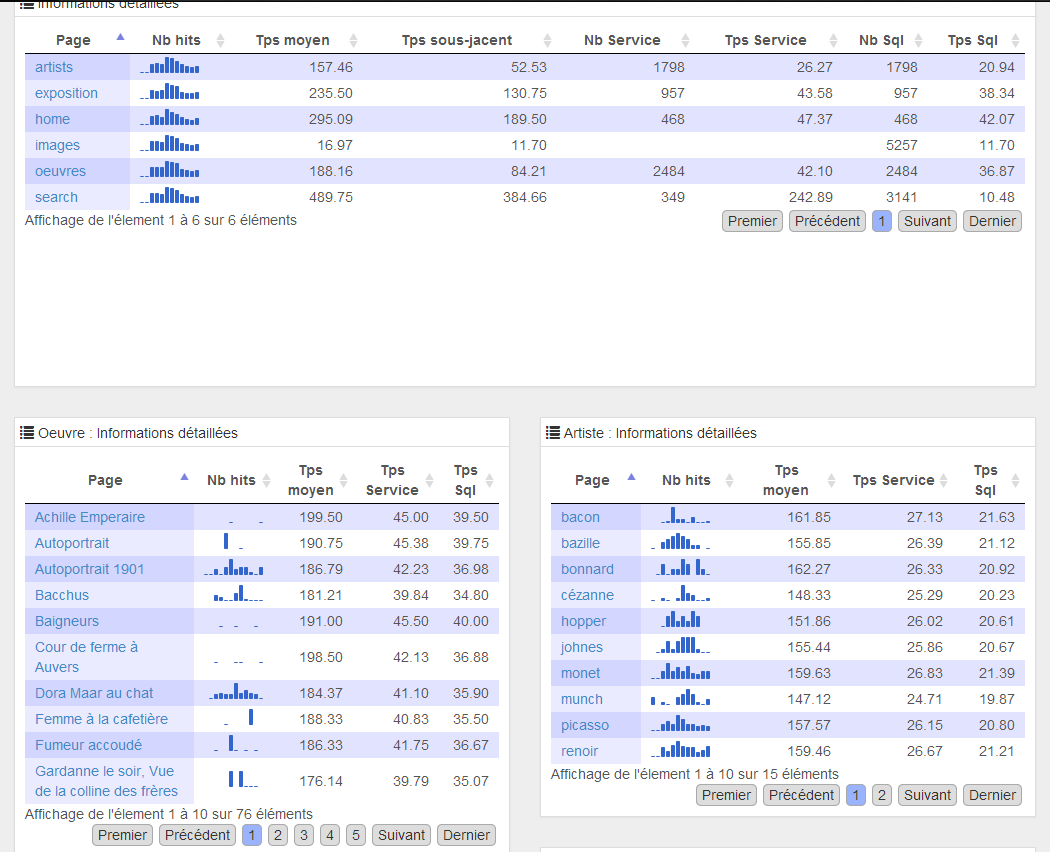 Informations détaillées
Page Nb hits Tps moyen Tps sous-jacent Nb Service Tps Service Nb Sql Tps Sql
artists 157.46 52.53 1798 26.27 1798 20.94
exposition 235.50 130.75 957 43.58 957 38.34
home 295.09 189.50 468 47.37 468 42.07
images 16.97 11.70 5257 11.70
oeuvres 188.16 84.21 2484 42.10 2484 36.87
search 489.75 384.66 349 242.89 3141 10.48
Affichage de l'élement 1 à 6 sur 6 éléments
Premier Précédent 1 Suivant Dernier
Oeuvre : Informations détaillées
Page Nb hits Tps moyen Tps Service Tps Sql
Achille Emperaire 199.50 45.00 39.50
Autoportrait 190.75 45.38 39.75
Autoportrait 1901 186.79 42.23 36.98
Bacchus 181.21 39.84 34.80
Baigneurs 191.00 45.50 40.00
Cour de ferme à
Auvers 198.50 42.13 36.88
Dora Maar au chat 184.37 41.10 35.90
Femme à la cafetière 188.33 40.83 35.50
Fumeur accoudé 186.33 41.75 36.67
Gardanne le soir, Vue
de la colline des frères 176.14 39.79 35.07
Affichage de l'élement 1 à 10 sur 76 éléments
Premier Précédent 1 2 3 4 5 Suivant Dernier
Artiste : Informations détaillées
Page Nb hits Tps moyen Tps Service Tps Sql
bacon 161.85 27.13 21.63
bazille 155.85 26.39 21.12
bonnard 162.27 26.33 20.92
cézanne 148.33 25.29 20.23
hopper 151.86 26.02 20.61
johnes 155.44 25.86 20.67
monet 159.63 26.83 21.39
munch 147.12 24.71 19.87
picasso 157.57 26.15 20.80
renoir 159.46 26.67 21.21
Affichage de l'élement 1 à 10 sur 15 éléments
Premier Précédent 1 2 Suivant Dernier